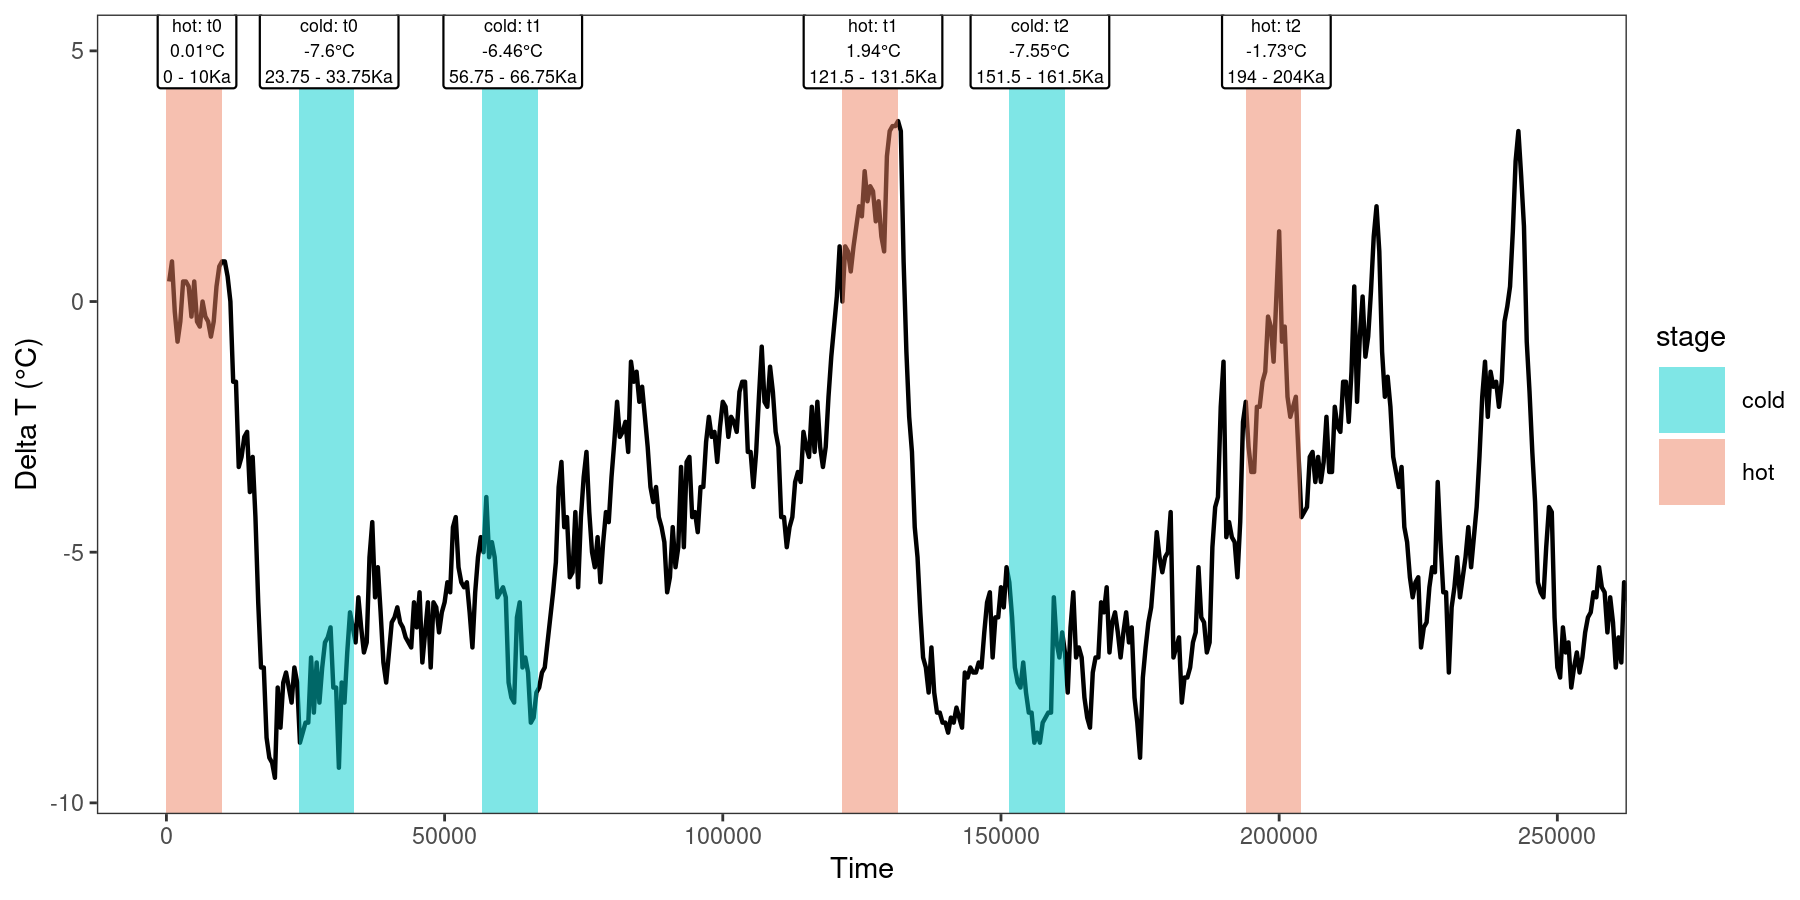 hot: t0
0.01°C
0 - 10Ka
cold: t0
-7.6°C
23.75 - 33.75Ka
cold: t1
-6.46°C
56.75 - 66.75Ka
hot: t1
1.94°C
121.5 - 131.5Ka
cold: t2
-7.55°C
151.5 - 161.5Ka
hot: t2
-1.73°C
194 - 204Ka
5
0
-5
-10
Delta T (°C)
0
50000
100000
150000
200000
250000
Time
stage
cold
hot